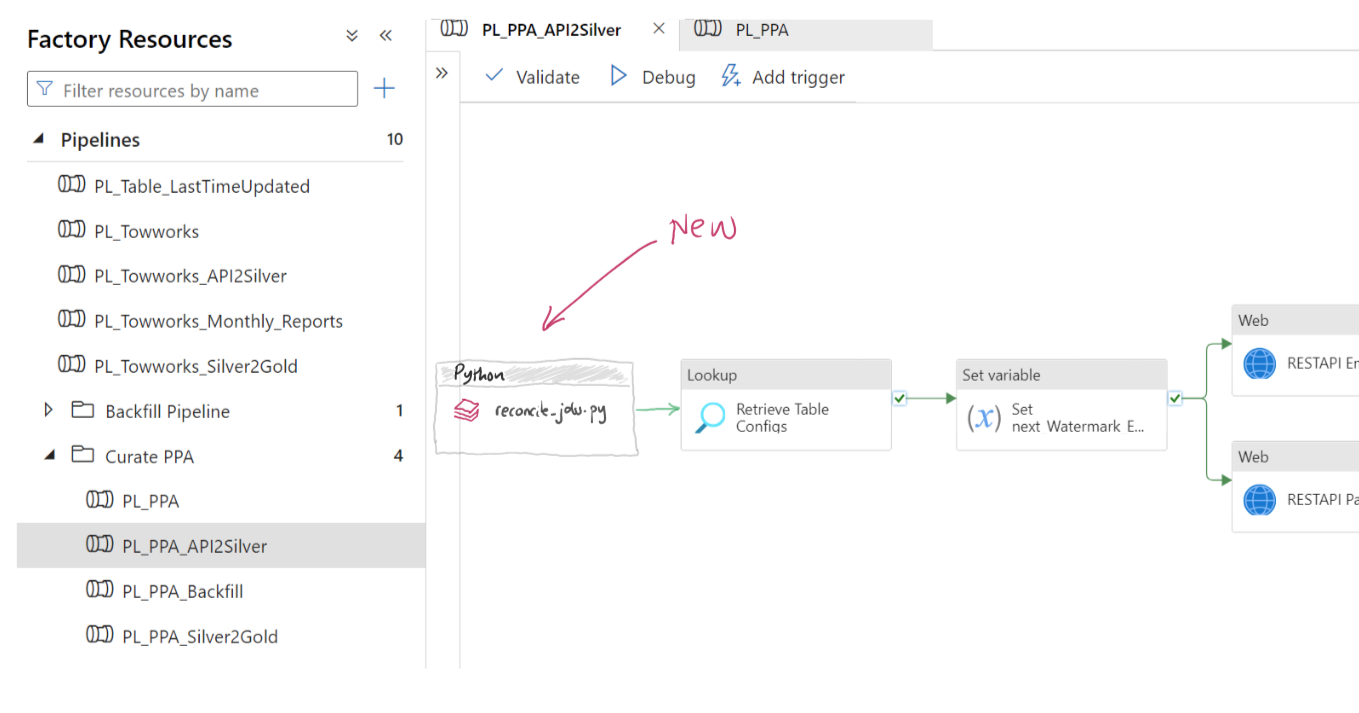 Factory Resources
Filter resources by name
Pipelines 10
PL_Table_LastTimeUpdated
PL_Towworks
PL_Towworks_API2Silver
PL_Towworks_Monthly_Reports
PL_Towworks_Silver2Gold
Backfill Pipeline 1
Curate PPA 4
PL_PPA
PL_PPA_API2Silver
PL_PPA_Backfill
PL_PPA_Silver2Gold
PL_PPA_API2Silver PL_PPA
Validate Debug Add trigger
New
Python
reconcile_jdw.py
Lookup
Retrieve Table
Configs
Set variable
(x) Set
next Watermark E...
Web
RESTAPI En
Web
RESTAPI Pa